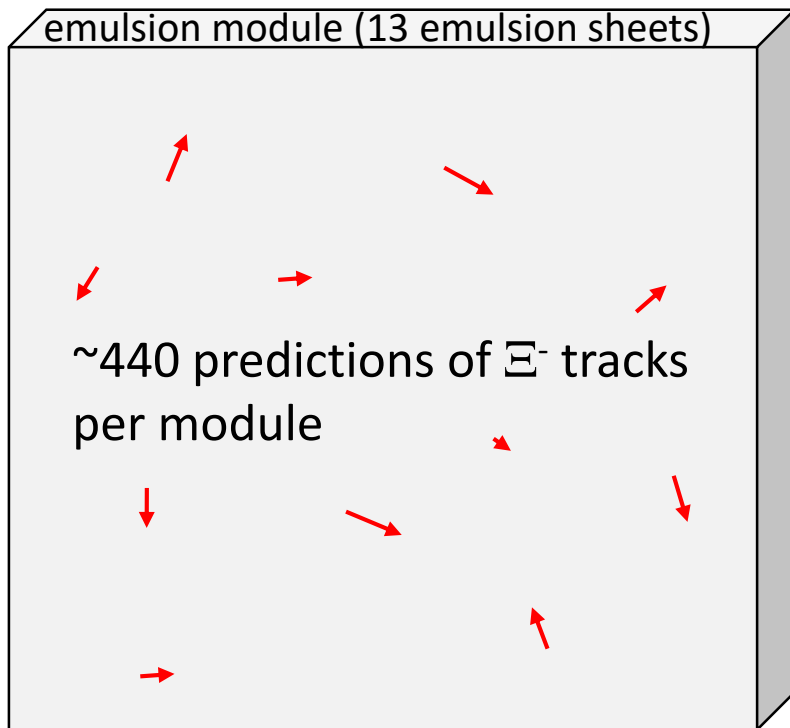 emulsion module (13 emulsion sheets)
~440 predictions of Ξ⁻ tracks
per module